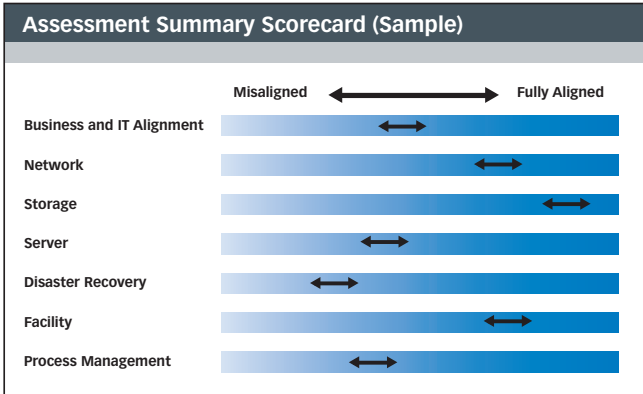 Assessment Summary Scorecard (Sample)
Misaligned Fully Aligned
Business and IT Alignment
Network
Storage
Server
Disaster Recovery
Facility
Process Management